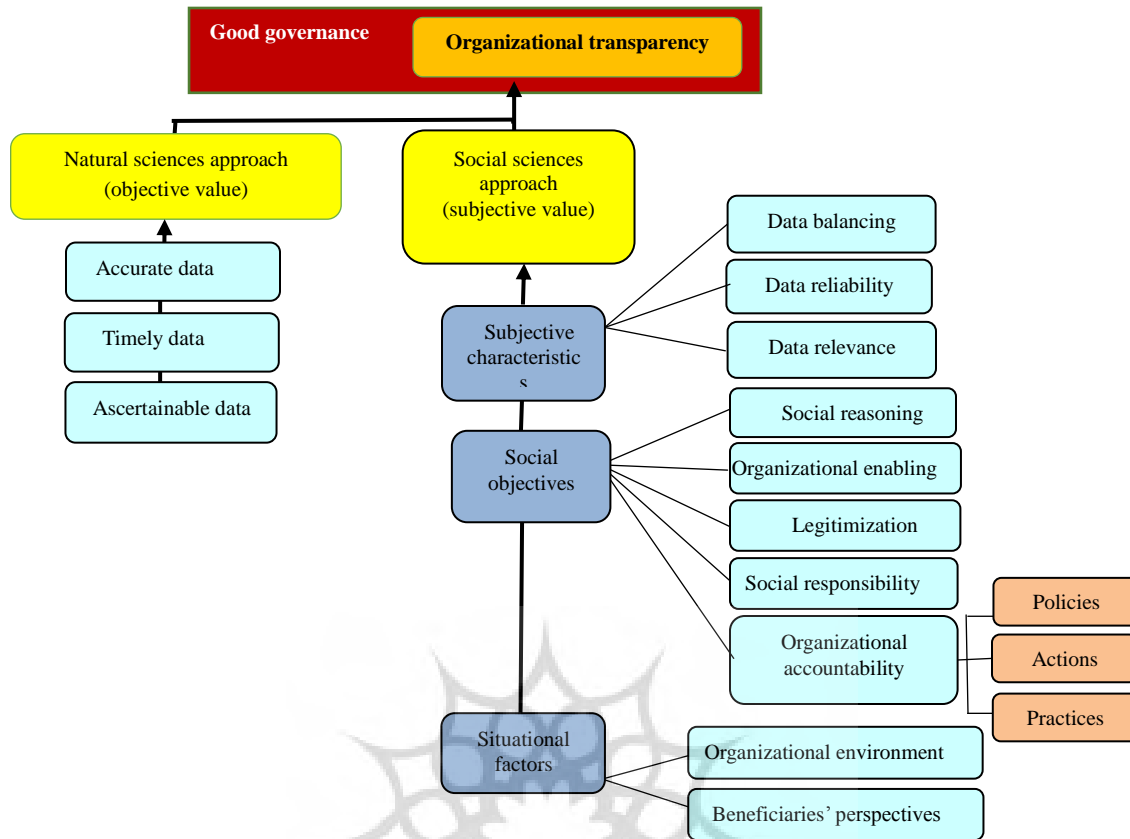 Good governance
Organizational transparency
Natural sciences approach
(objective value)
Social sciences
approach
(subjective value)
Accurate data
Timely data
Ascertainable data
Subjective
characteristic
s
Data balancing
Data reliability
Data relevance
Social
objectives
Social reasoning
Organizational enabling
Legitimization
Social responsibility
Organizational
accountability
Policies
Actions
Practices
Situational
factors
Organizational environment
Beneficiaries’ perspectives